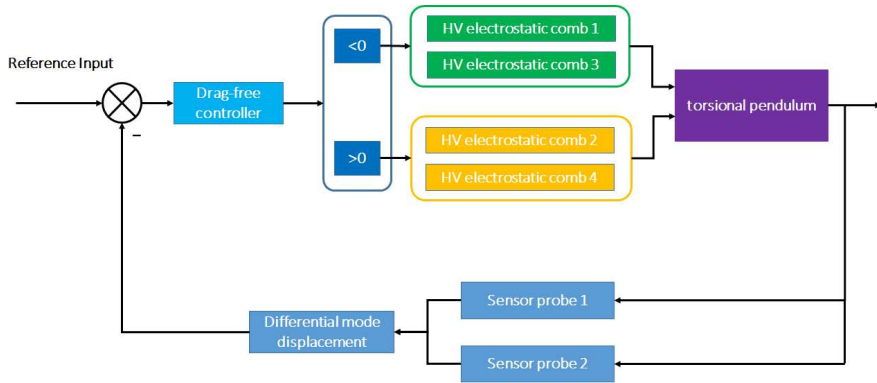 Reference Input
Drag-free
controller
<0
>0
HV electrostatic comb 1
HV electrostatic comb 3
HV electrostatic comb 2
HV electrostatic comb 4
torsional pendulum
−
Sensor probe 1
Differential mode
displacement
Sensor probe 2